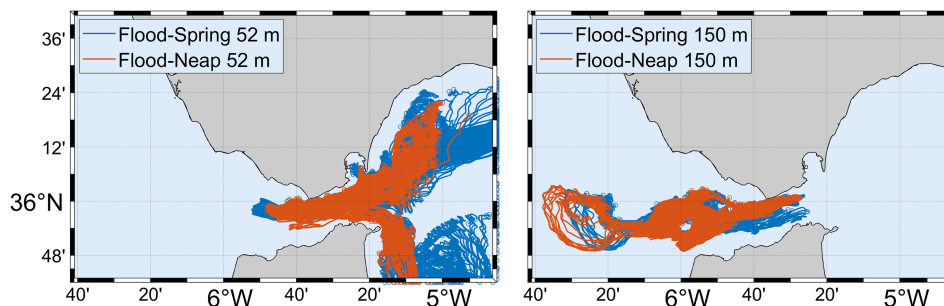 Flood-Spring 52 m
Flood-Neap 52 m
Flood-Spring 150 m
Flood-Neap 150 m
36'
24'
12'
36°N
48'
40' 20' 6°W 40' 20' 5°W
40' 20' 6°W 40' 20' 5°W